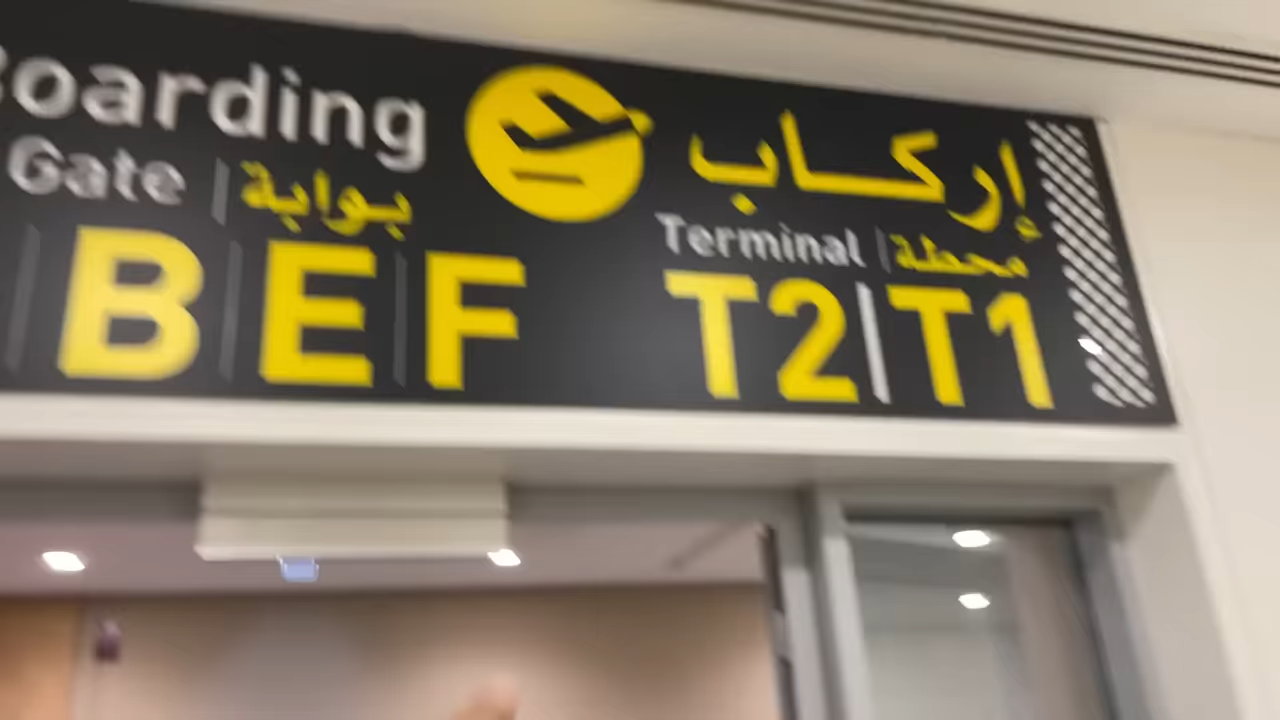 Boarding إركاب
Gate | بوابة Terminal | محطة
B | E | F T2 | T1